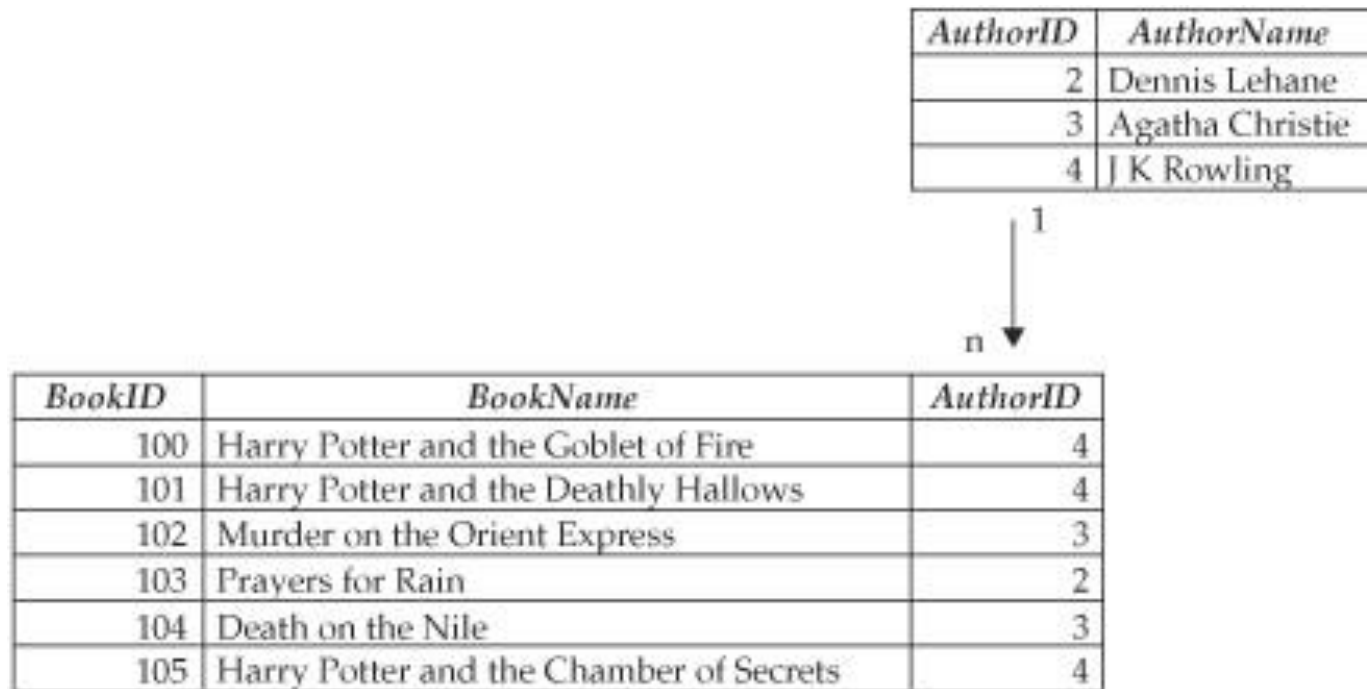 AuthorID AuthorName
2 Dennis Lehane
3 Agatha Christie
4 J K Rowling
1
n
BookID BookName AuthorID
100 Harry Potter and the Goblet of Fire 4
101 Harry Potter and the Deathly Hallows 4
102 Murder on the Orient Express 3
103 Prayers for Rain 2
104 Death on the Nile 3
105 Harry Potter and the Chamber of Secrets 4